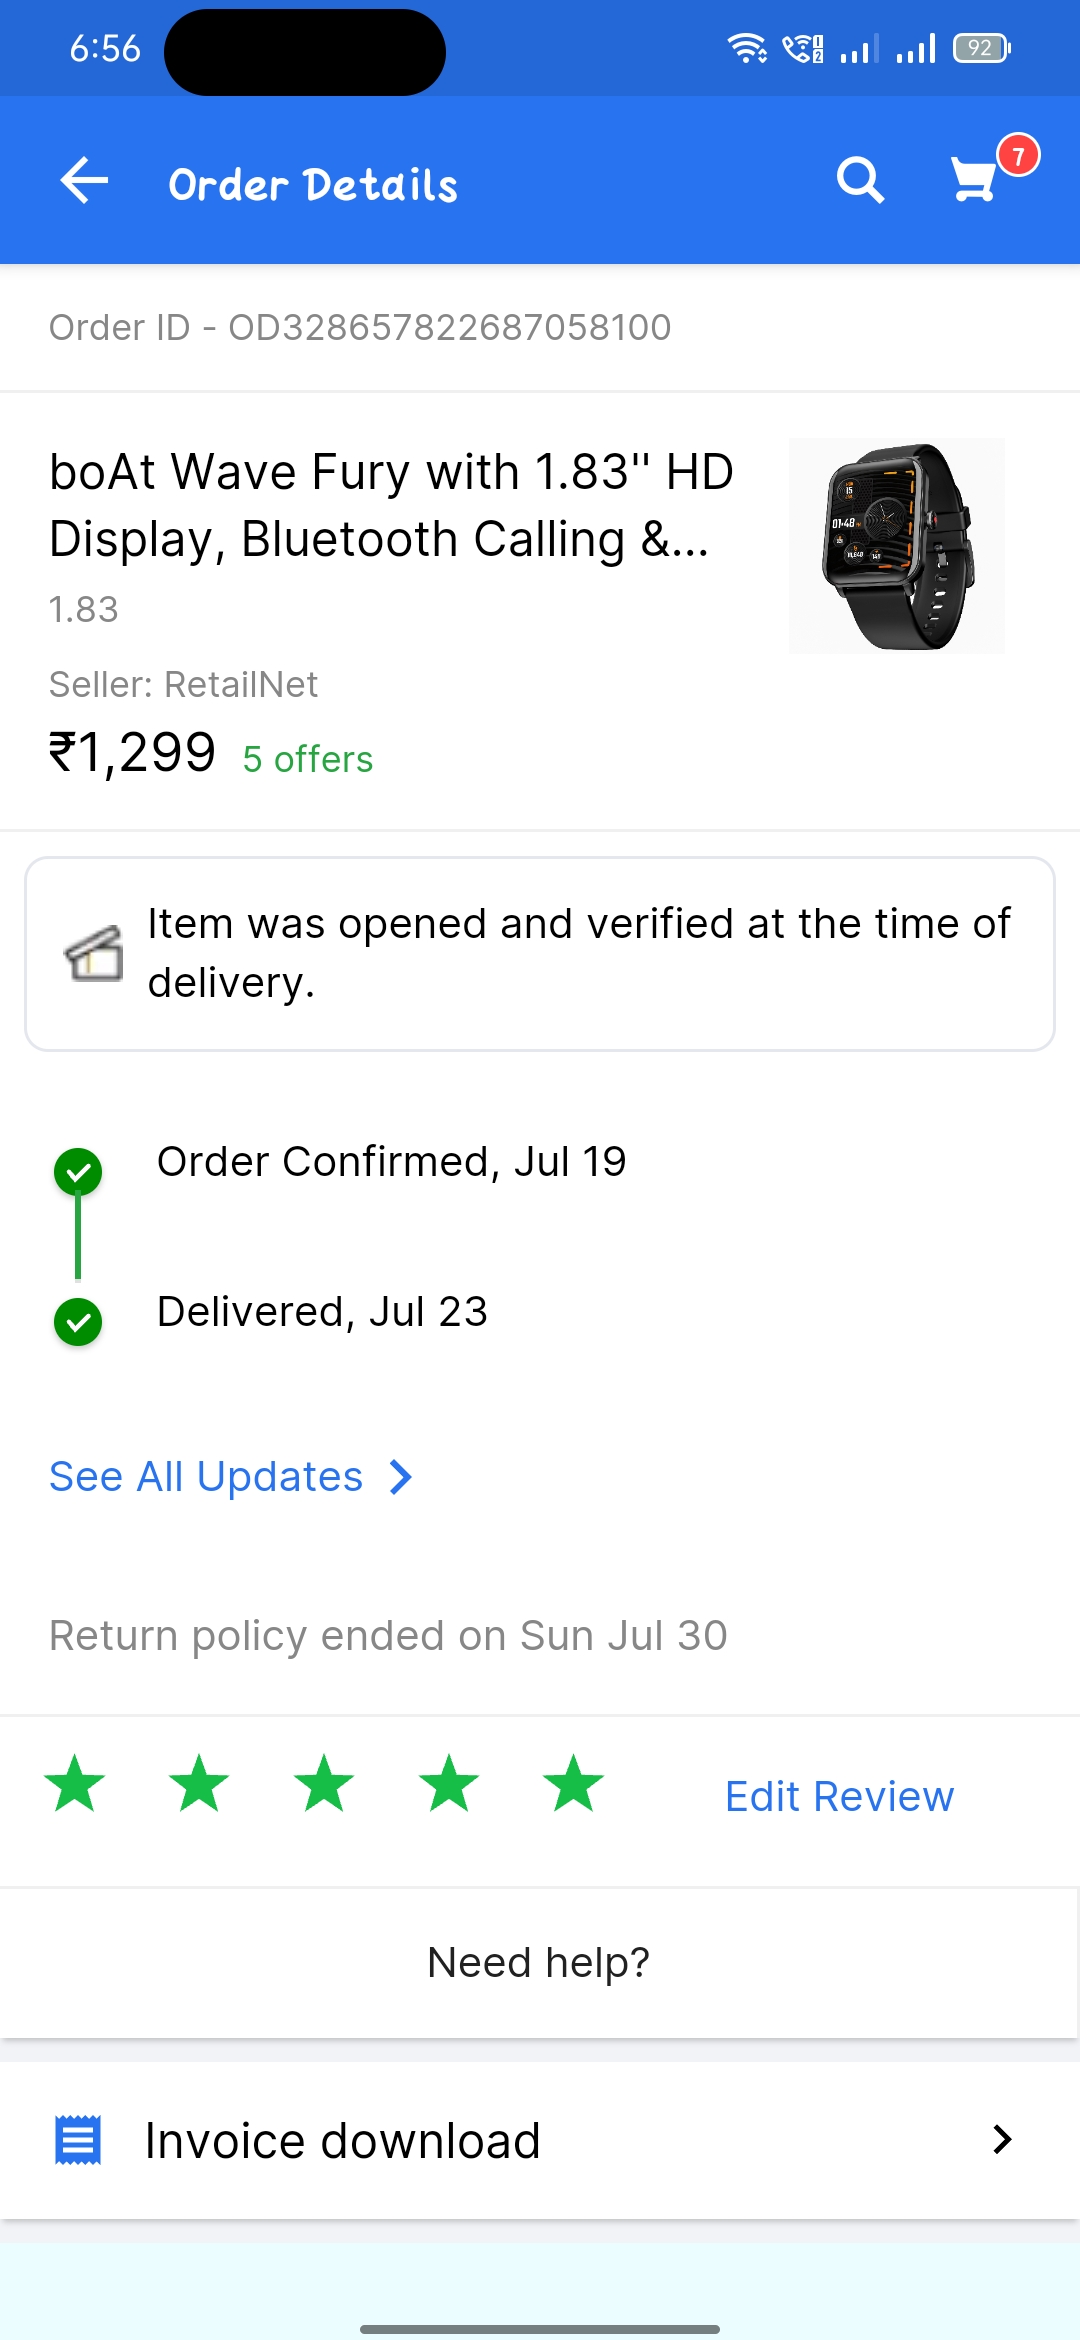 6:56
92
Order Details
7
Order ID - OD328657822687058100
boAt Wave Fury with 1.83" HD
Display, Bluetooth Calling &...
1.83
Seller: RetailNet
₹1,299 5 offers
Item was opened and verified at the time of
delivery.
Order Confirmed, Jul 19
Delivered, Jul 23
See All Updates
Return policy ended on Sun Jul 30
Edit Review
Need help?
Invoice download